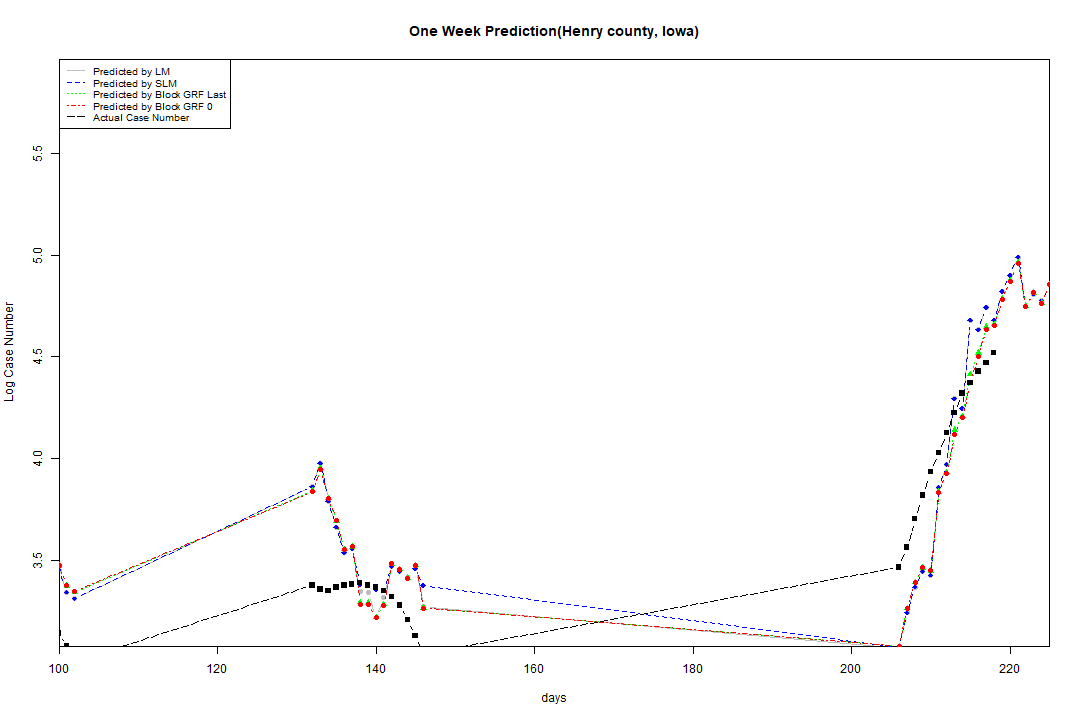 One Week Prediction(Henry county, Iowa)
Predicted by LM
Predicted by SLM
Predicted by Block GRF Last
Predicted by Block GRF 0
Actual Case Number
5.5
5.0
4.5
4.0
3.5
Log Case Number
100 120 140 160 180 200 220
days